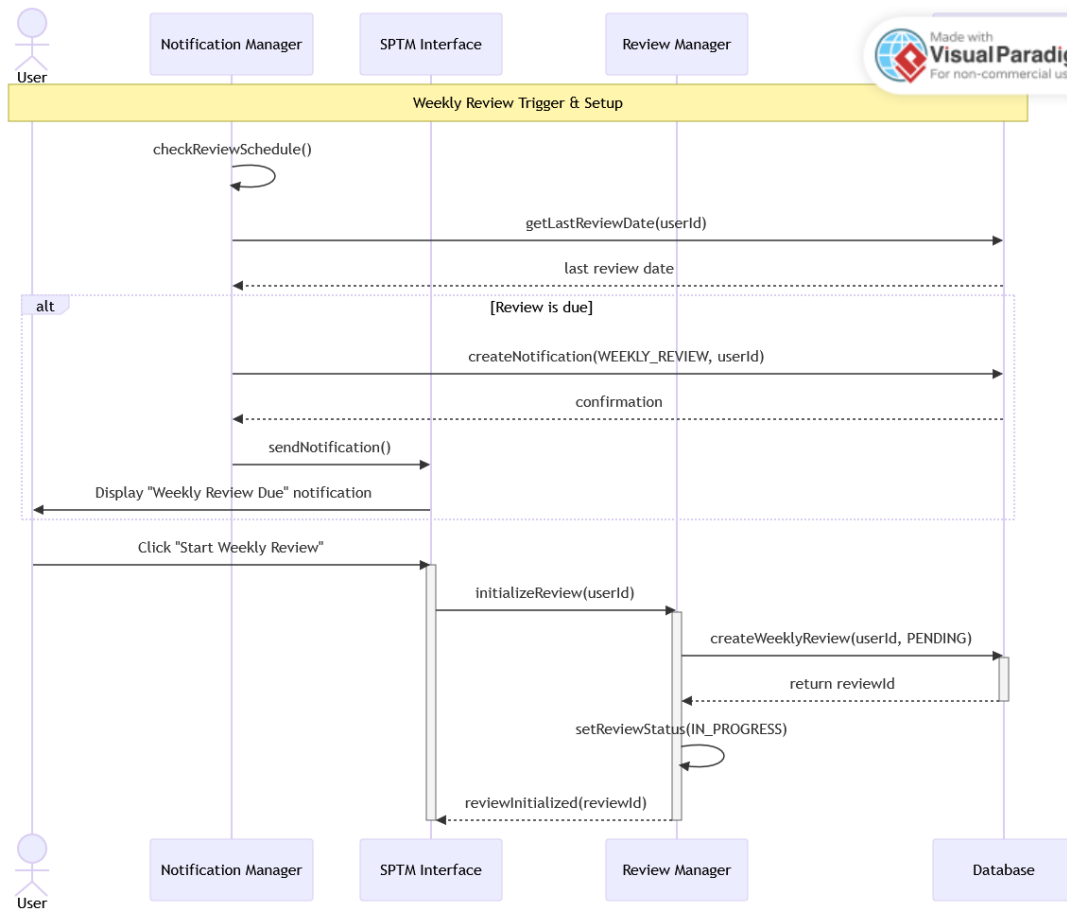 Notification Manager
SPTM Interface
Review Manager
Made with
Visual Paradig
For non-commercial us
User
Weekly Review Trigger & Setup
checkReviewSchedule()
getLastReviewDate(userId)
last review date
alt
[Review is due]
createNotification(WEEKLY_REVIEW, userId)
confirmation
sendNotification()
Display "Weekly Review Due" notification
Click "Start Weekly Review"
initializeReview(userId)
createWeeklyReview(userId, PENDING)
return reviewId
setReviewStatus(IN_PROGRESS)
reviewInitialized(reviewId)
Notification Manager
SPTM Interface
Review Manager
Database
User